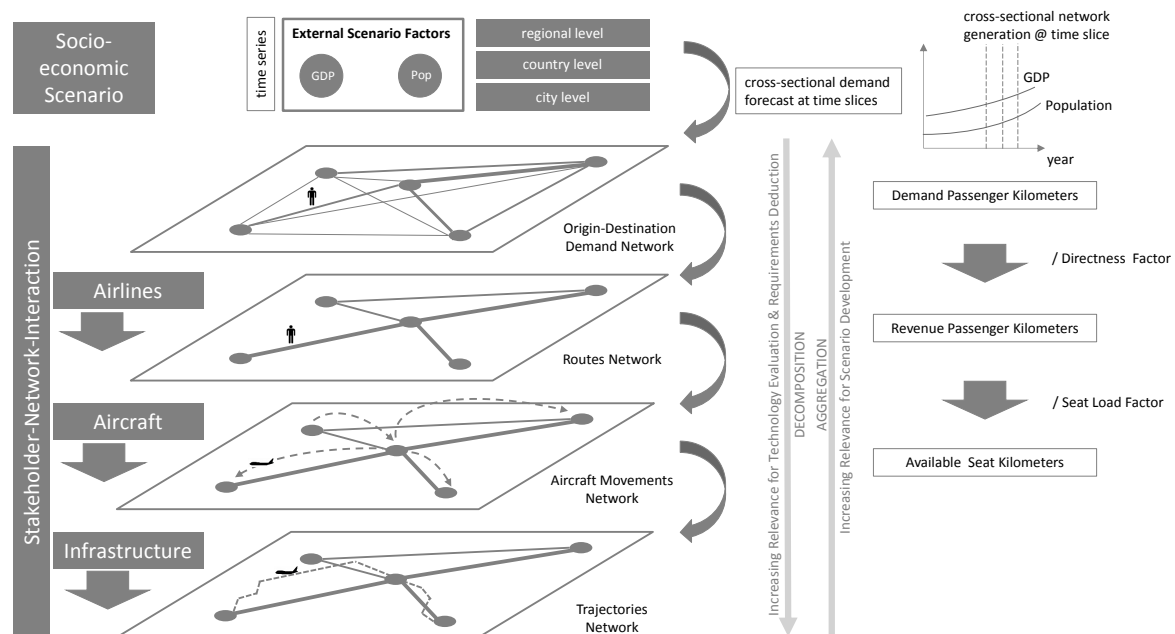 Socio-
economic
Scenario
time series
External Scenario Factors
GDP
Pop
regional level
country level
city level
cross-sectional demand
forecast at time slices
cross-sectional network
generation @ time slice
GDP
Population
year
Stakeholder-Network-Interaction
Origin-Destination
Demand Network
Airlines
Routes Network
Aircraft
Aircraft Movements
Network
Infrastructure
Trajectories
Network
Increasing Relevance for Technology Evaluation & Requirements Deduction
DECOMPOSITION
AGGREGATION
Increasing Relevance for Scenario Development
Demand Passenger Kilometers
/ Directness Factor
Revenue Passenger Kilometers
/ Seat Load Factor
Available Seat Kilometers